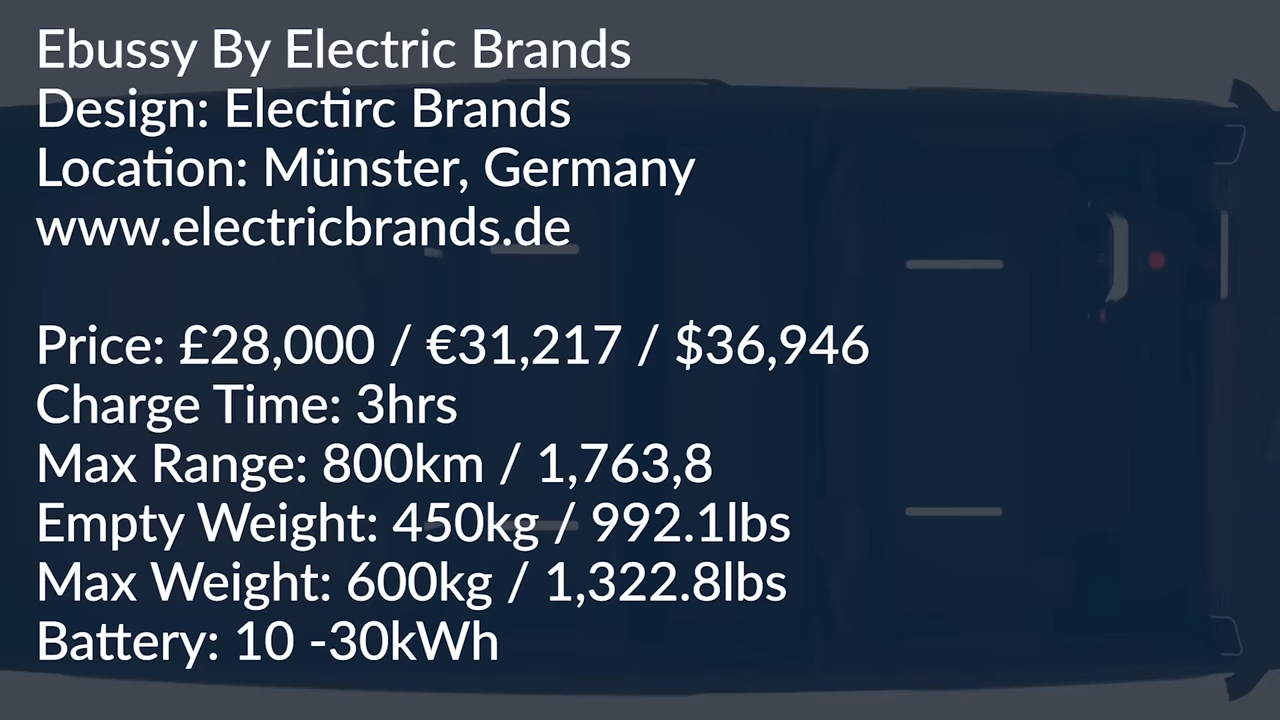 Ebussy By Electric Brands
Design: Electirc Brands
Location: Münster, Germany
www.electricbrands.de
Price: £28,000 / €31,217 / $36,946
Charge Time: 3hrs
Max Range: 800km / 1,763,8
Empty Weight: 450kg / 992.1lbs
Max Weight: 600kg / 1,322.8lbs
Battery: 10 -30kWh